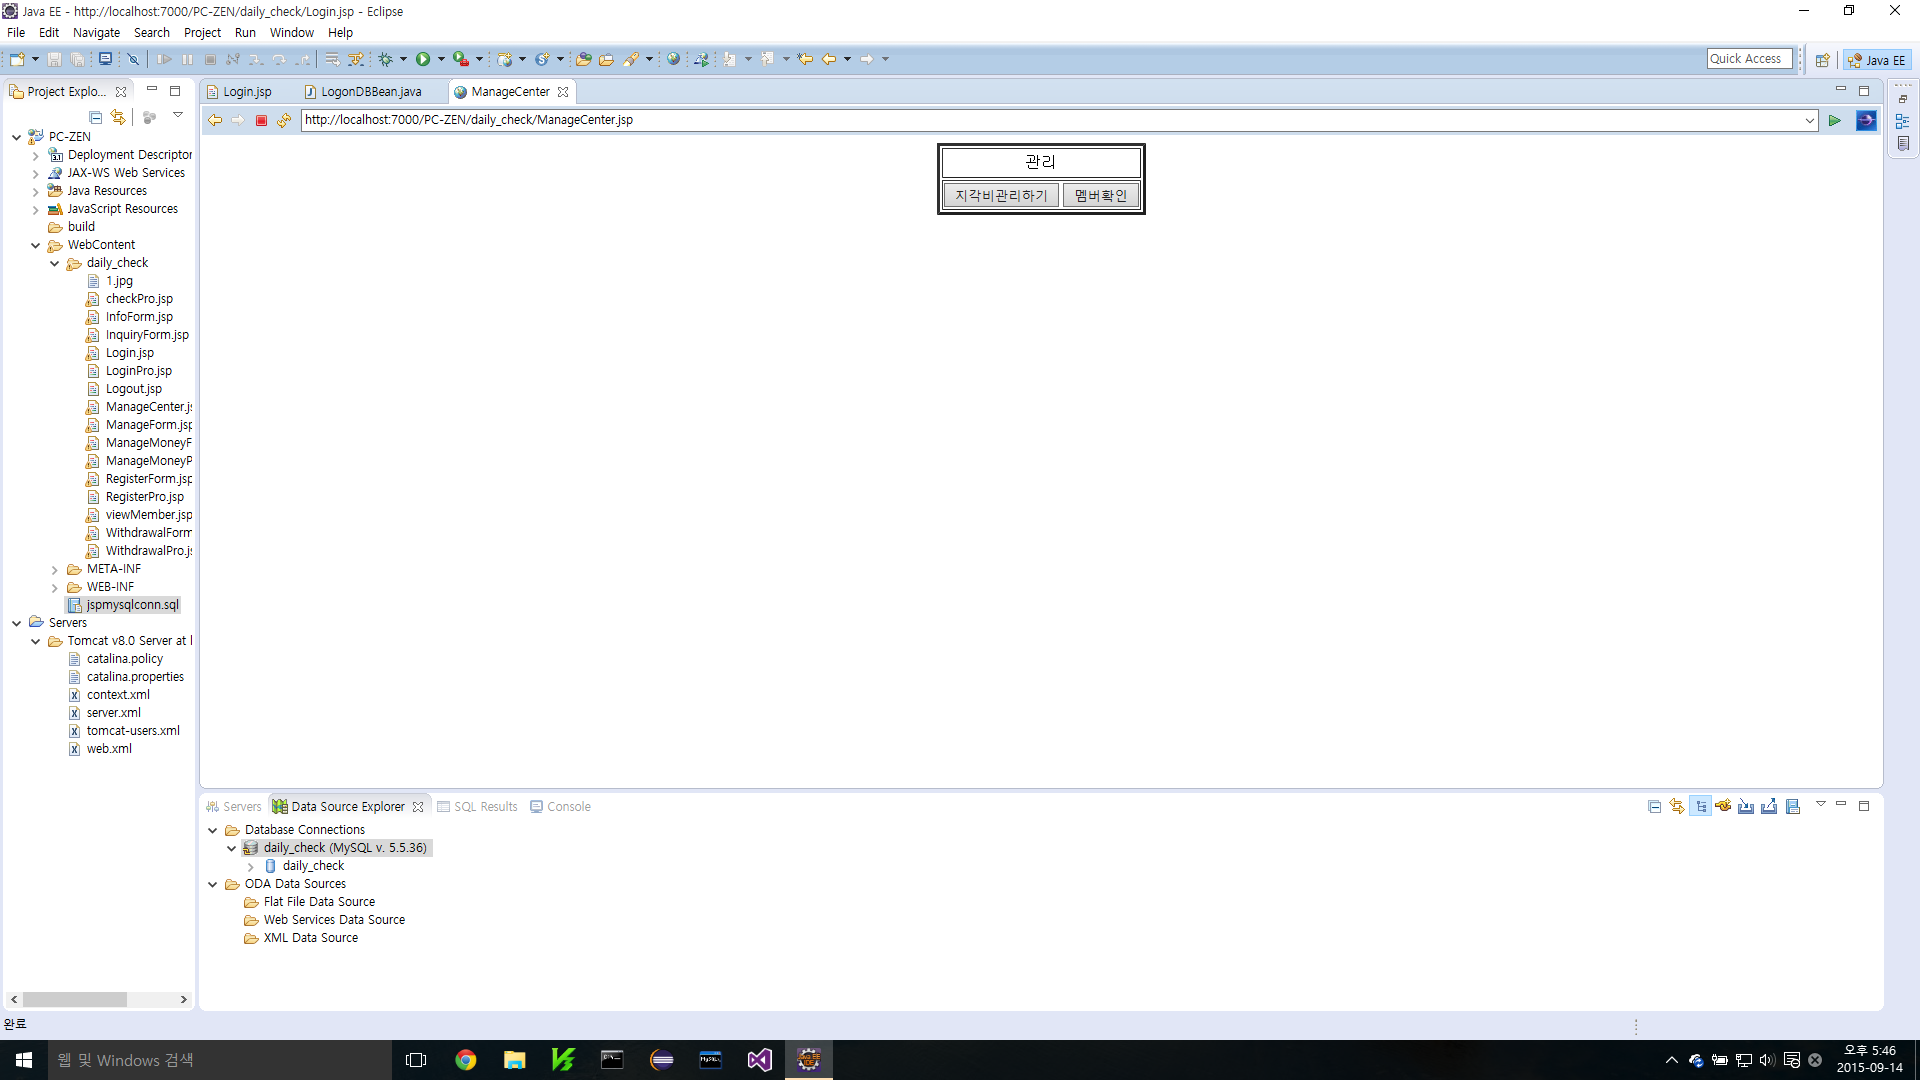 Java EE - http://localhost:7000/PC-ZEN/daily_check/Login.jsp - Eclipse
File Edit Navigate Search Project Run Window Help
Quick Access
Java EE
Project Explo...
PC-ZEN
Deployment Descriptor
JAX-WS Web Services
Java Resources
JavaScript Resources
build
WebContent
daily_check
1.jpg
checkPro.jsp
InfoForm.jsp
InquiryForm.jsp
Login.jsp
LoginPro.jsp
Logout.jsp
ManageCenter.js
ManageForm.jsp
ManageMoneyF
ManageMoneyP
RegisterForm.jsp
RegisterPro.jsp
viewMember.jsp
WithdrawalForm
WithdrawalPro.js
META-INF
WEB-INF
jspmysqlconn.sql
Servers
Tomcat v8.0 Server at l
catalina.policy
catalina.properties
context.xml
server.xml
tomcat-users.xml
web.xml
Login.jsp LogonDBBean.java ManageCenter
http://localhost:7000/PC-ZEN/daily_check/ManageCenter.jsp
관리
지각비관리하기 멤버확인
Servers Data Source Explorer SQL Results Console
Database Connections
daily_check (MySQL v. 5.5.36)
daily_check
ODA Data Sources
Flat File Data Source
Web Services Data Source
XML Data Source
완료
웹 및 Windows 검색
오후 5:46
2015-09-14